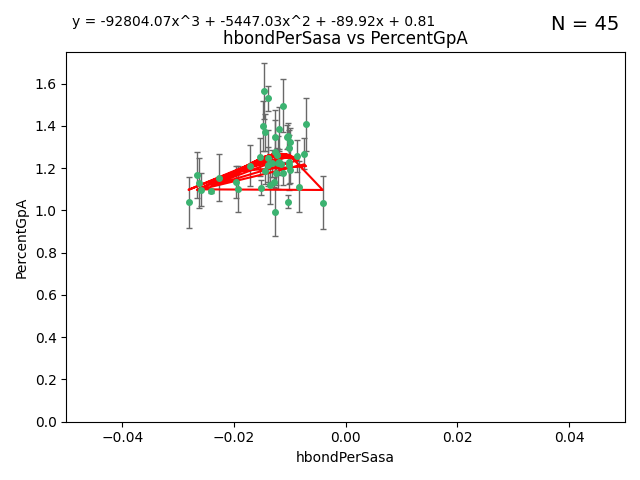 y = -92804.07x^3 + -5447.03x^2 + -89.92x + 0.81
N = 45
hbondPerSasa vs PercentGpA
PercentGpA
1.6
1.4
1.2
1.0
0.8
0.6
0.4
0.2
0.0
−0.04 −0.02 0.00 0.02 0.04
hbondPerSasa